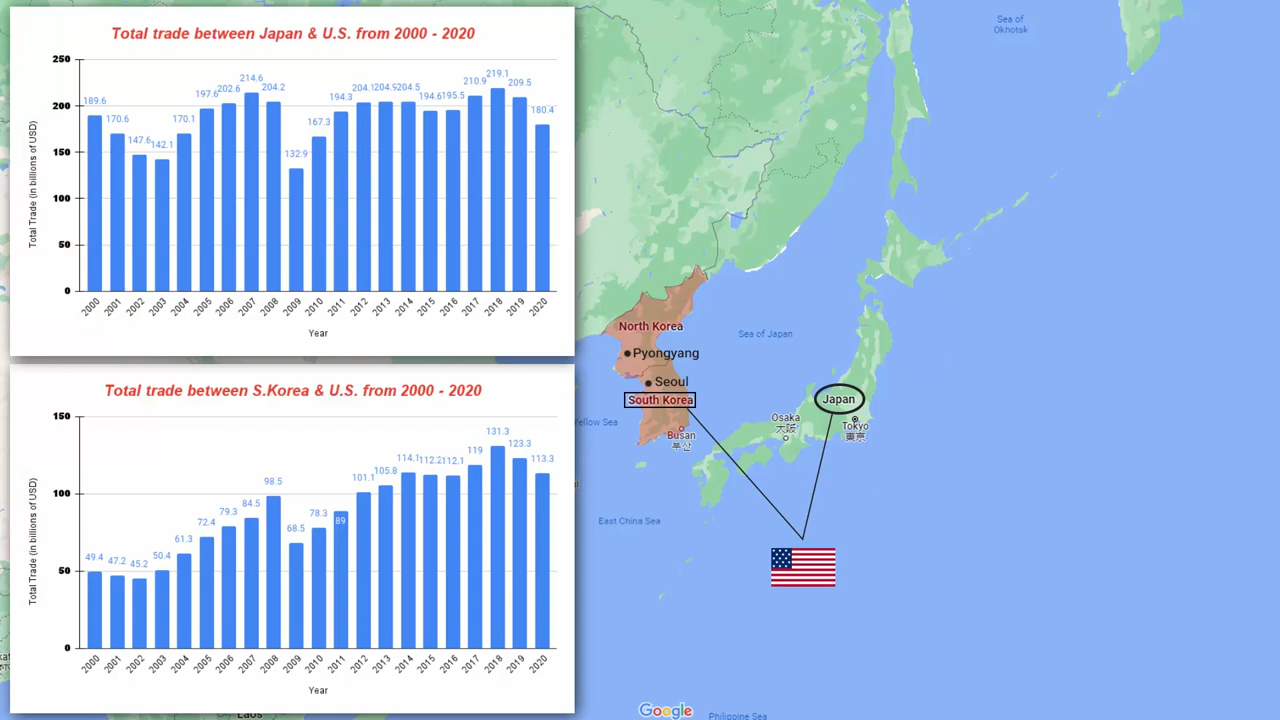 Total trade between Japan & U.S. from 2000 - 2020
Total Trade (in billions of USD)
250
200
150
100
50
0
189.6 170.6 147.6 142.1 170.1 197.6 202.6 214.6 204.2 132.9 167.3 194.3 204.1 204.9 204.5 194.6 195.5 210.9 219.1 209.5 180.4
2000 2001 2002 2003 2004 2005 2006 2007 2008 2009 2010 2011 2012 2013 2014 2015 2016 2017 2018 2019 2020
Year
Total trade between S.Korea & U.S. from 2000 - 2020
Total Trade (in billions of USD)
150
100
50
0
49.4 47.2 45.2 50.4 61.3 72.4 79.3 84.5 98.5 68.5 78.3 89 101.1 105.8 114.1 112.2 112.1 119 131.3 123.3 113.3
2000 2001 2002 2003 2004 2005 2006 2007 2008 2009 2010 2011 2012 2013 2014 2015 2016 2017 2018 2019 2020
Year
Sea of
Okhotsk
North Korea
Sea of Japan
Pyongyang
Seoul
South Korea
Japan
Yellow Sea
Busan
부산
Osaka
大阪
Tokyo
東京
East China Sea
Google
Philippine Sea
Laos